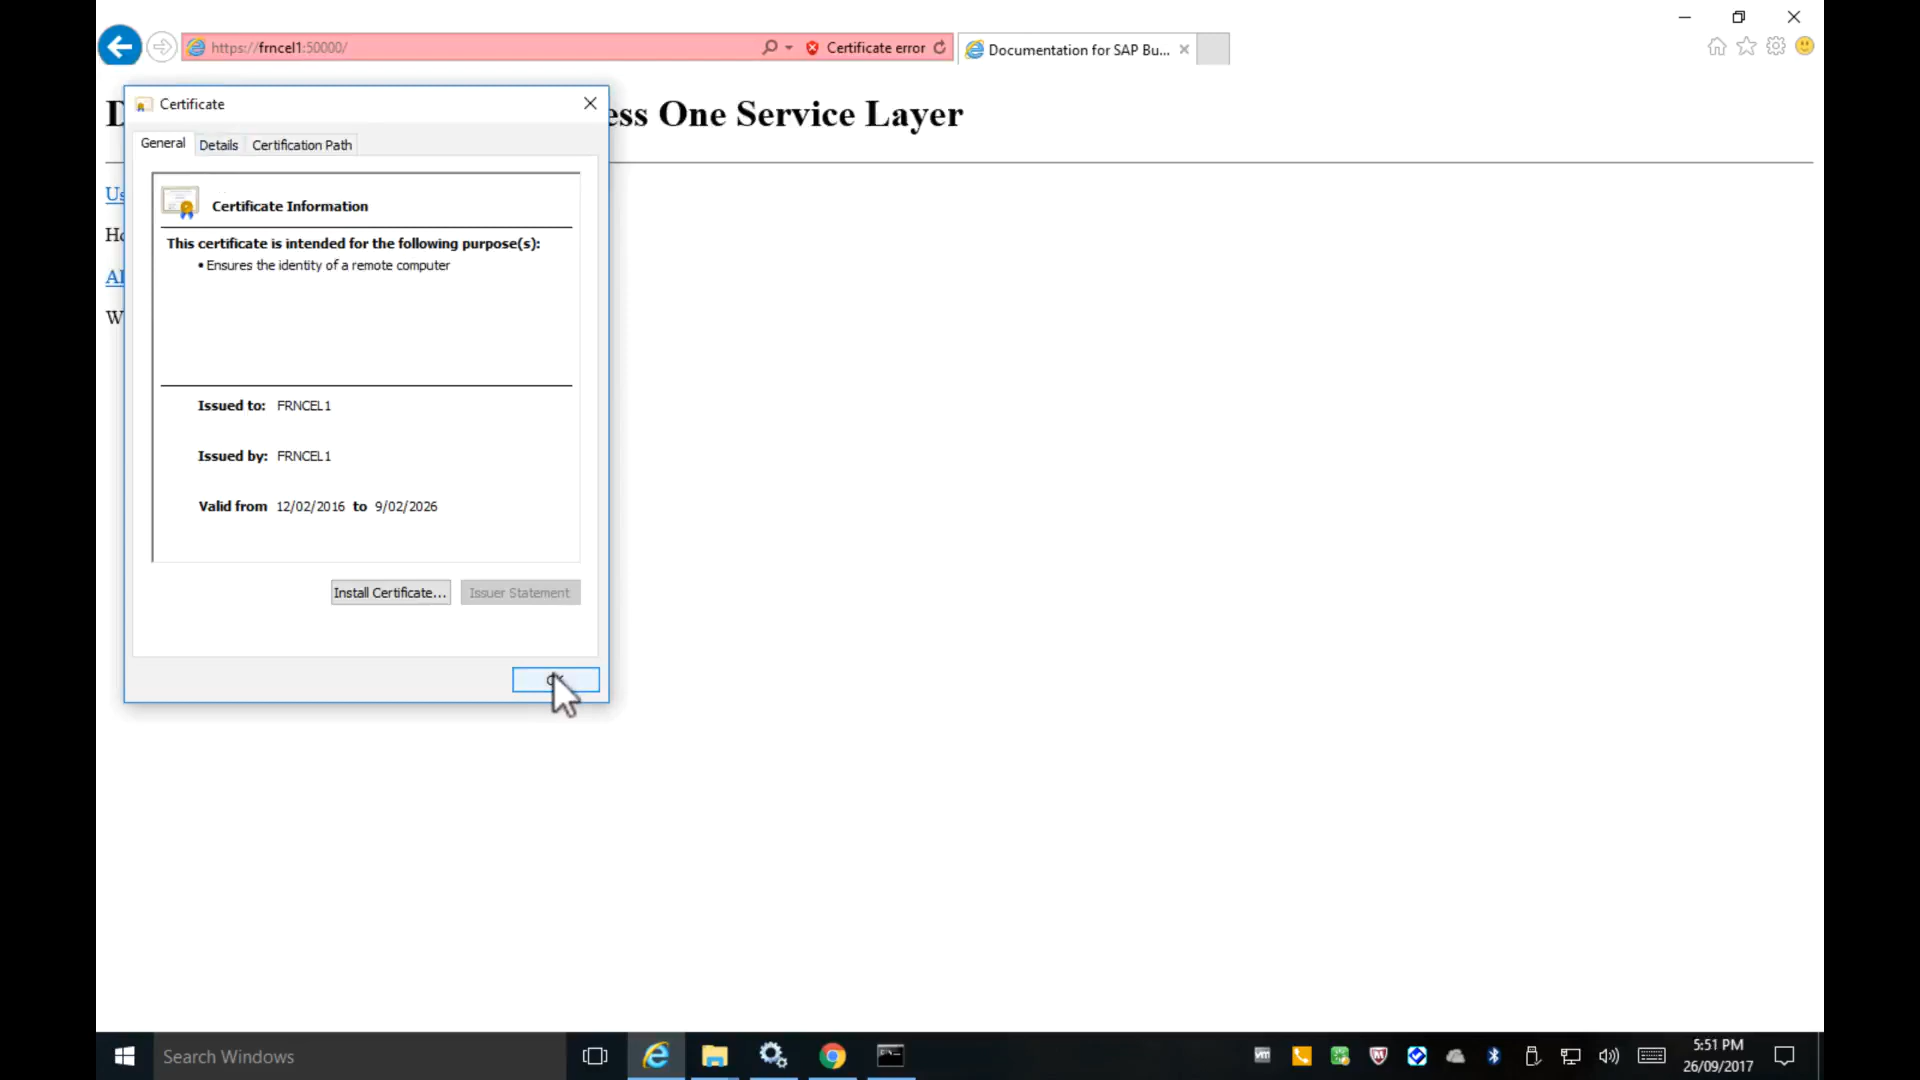 https://frncel1:50000/
Certificate error
Documentation for SAP Bu...
ess One Service Layer
Certificate
General
Details
Certification Path
Certificate Information
This certificate is intended for the following purpose(s):
• Ensures the identity of a remote computer
Issued to: FRNCEL1
Issued by: FRNCEL1
Valid from 12/02/2016 to 9/02/2026
Install Certificate...
Issuer Statement
Search Windows
5:51 PM
26/09/2017